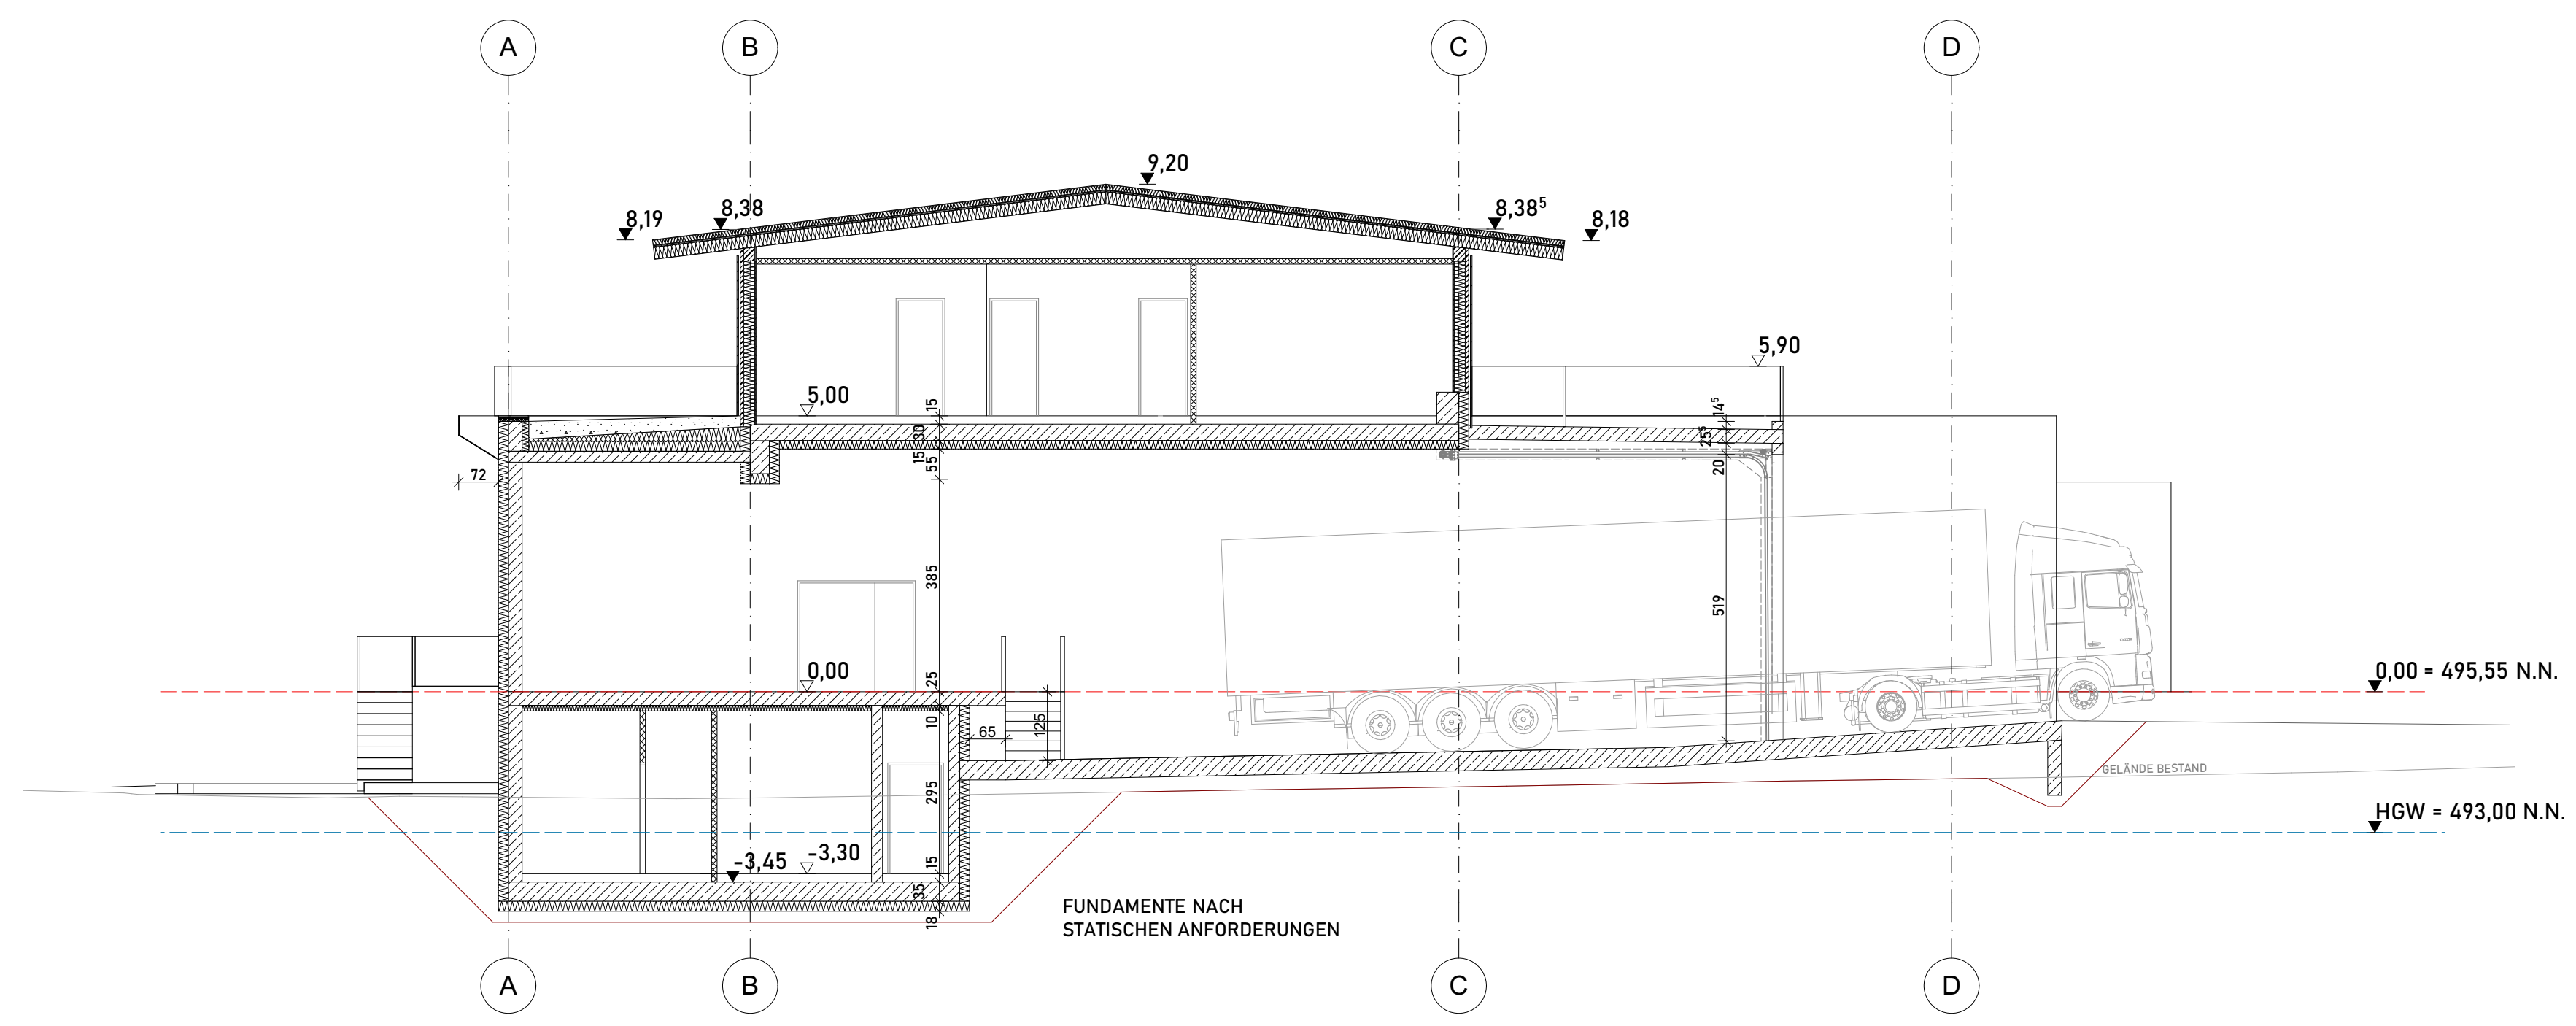 A
B
C
D
9,20
8,19
8,38
8,38⁵
8,18
5,90
5,00
15
30
15
55
14⁵
25⁵
20
72
385
519
0,00
25
0,00 = 495,55 N.N.
10
65
125
GELÄNDE BESTAND
295
HGW = 493,00 N.N.
-3,45
-3,30
15
35
18
FUNDAMENTE NACH
STATISCHEN ANFORDERUNGEN
A
B
C
D